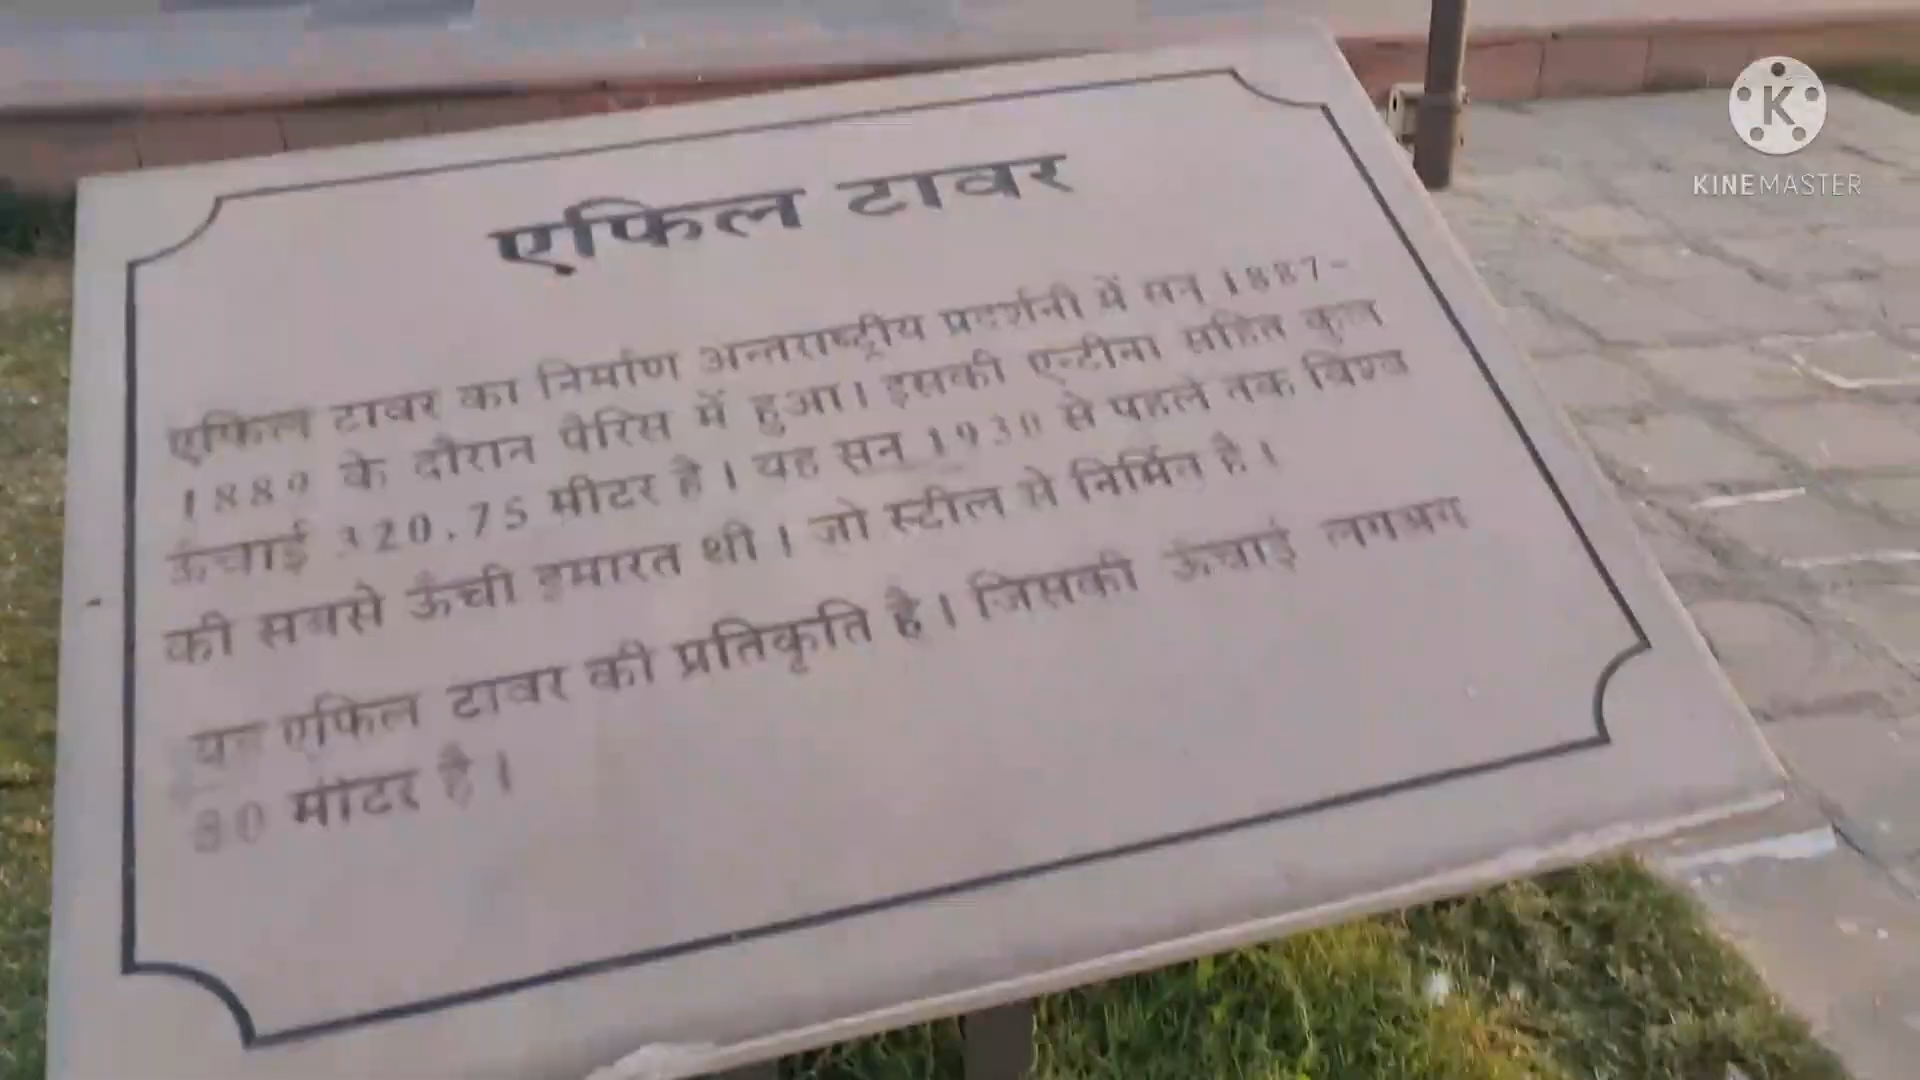 एफिल टावर
एफिल टावर का निर्माण अन्तराष्ट्रीय प्रदर्शनी में सन् 1887-
1889 के दौरान पेरिस में हुआ। इसकी एन्टीना सहित कुल
ऊंचाई 320.75 मीटर है। यह सन् 1930 से पहले तक विश्व
की सबसे ऊँची इमारत थी। जो स्टील से निर्मित है।
यह एफिल टावर की प्रतिकृति है। जिसकी ऊंचाई लगभग
मीटर है।
KINEMASTER